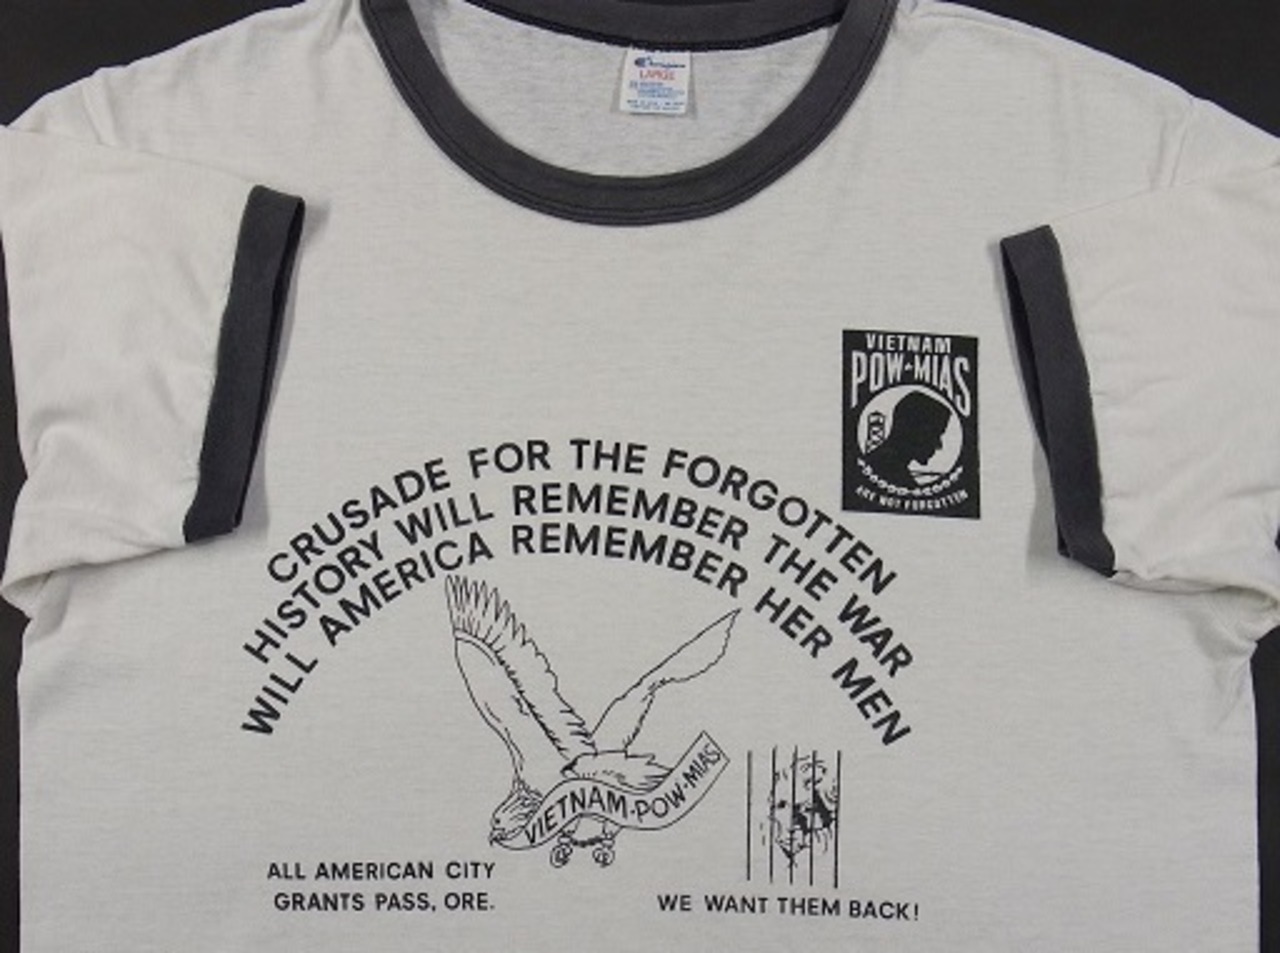 Champion
LARGE
VIETNAM
POW★MIAS
ARE NOT FORGOTTEN
CRUSADE FOR THE FORGOTTEN
HISTORY WILL REMEMBER THE WAR
WILL AMERICA REMEMBER HER MEN
VIETNAM·POW·MIAS
ALL AMERICAN CITY
GRANTS PASS, ORE.
WE WANT THEM BACK!